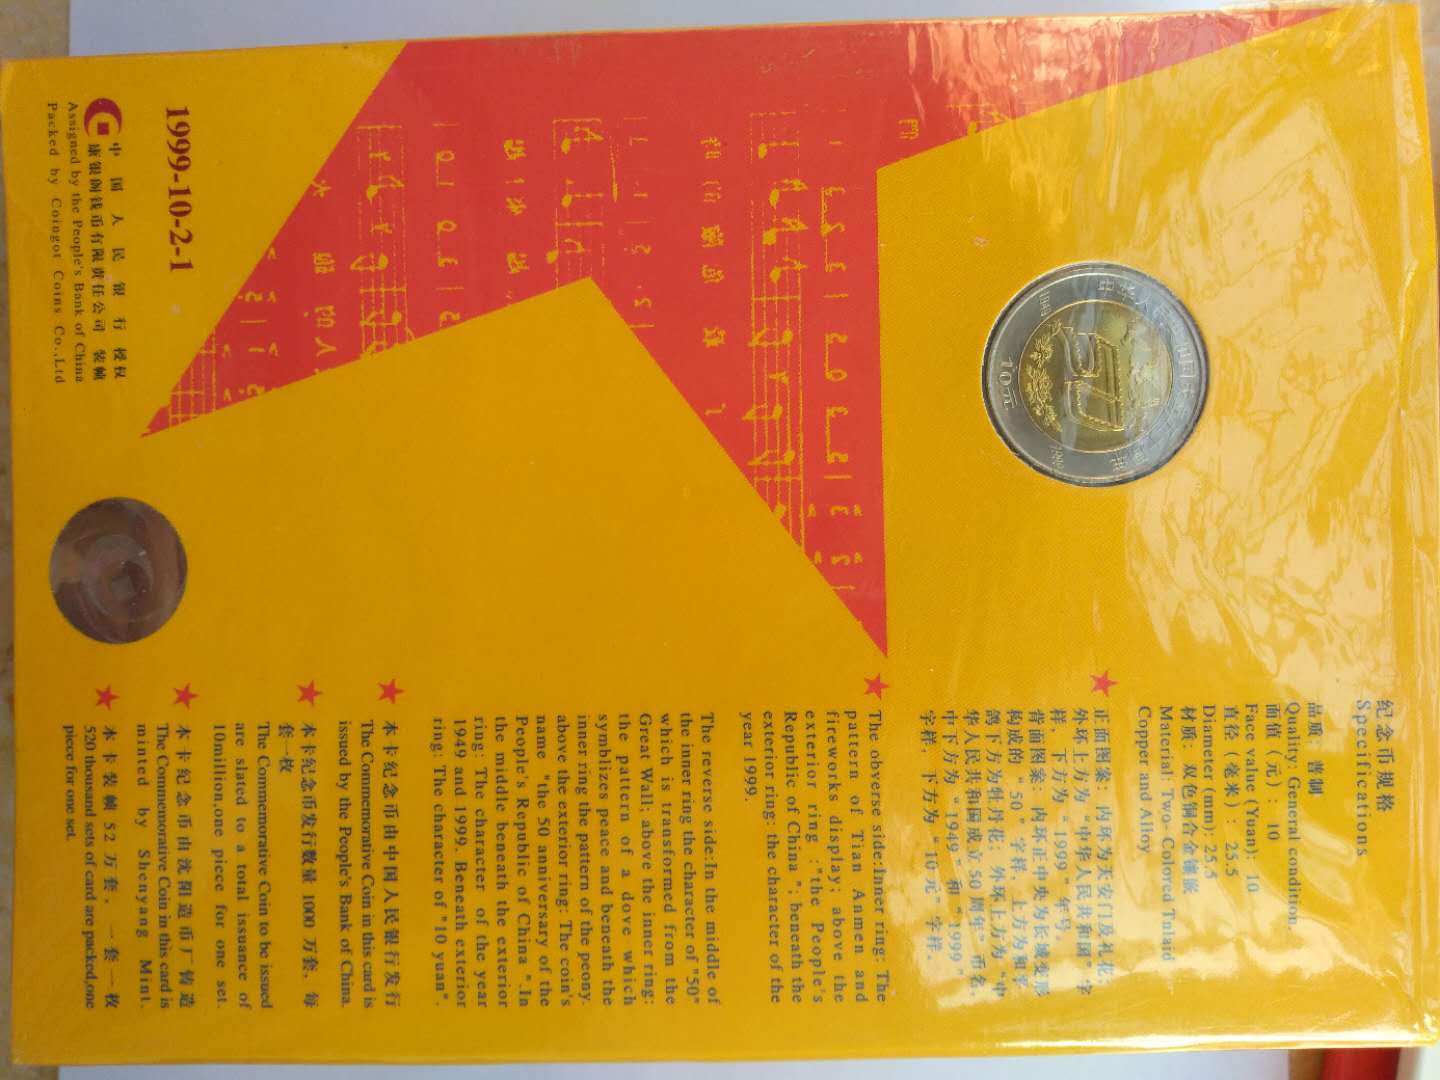 纪念币规格
Specifications
品质：普制
Quality: General condition.
面值（元）：10
Face value (Yuan): 10
直径（毫米）：25.5
Diameter (mm): 25.5
材质：双色铜合金镶嵌
Material: Two- Colored Tnlaid
Copper and Alloy
正面图案：内环为天安门及礼花；
外环上方为“中华人民共和国”字
样，下方为“1999”年号。
背面图案：内环正中央为长城变形
构成的“50”字样，上方为和平
鸽下方为牡丹花；外环上方为“中
华人民共和国成立50周年”币名，
中下方为“1949”和“1999”
字样，下方为“10元”字样。
The obverse side:Inner ring: The
pattern of Tian Anmen and
fireworks display; above the
exterior ring :"the People's
Republic of China "; beneath the
exterior ring: the character of the
year 1999.
The reverse side:In the middle of
the inner ring the character of "50"
which is transformed from the
Great Wall; above the inner ring:
the pattern of a dove which
symblizes peace and beneath the
inner ring the pattern of the peony.
above the exterior ring: The coin's
name "the 50 anniversary of the
People's Republic of China ".In
the middle beneath the exterior
ring: The character of the year
1949 and 1999. Beneath exterior
ring: The character of "10 yuan".
本卡纪念币由中国人民银行发行
The Commemorative Coin in this card is
issued by the People's Bank of China.
本卡纪念币发行数量1000万套，每
套一枚
The Commemorative Coin to be issued
are slated to a total issuance of
10million,one piece for one set.
本卡纪念币由沈阳造币厂铸造
The Commemorative Coin in this card is
minted by Shenyang Mint.
本卡装帧52万套，一套一枚
520 thousand sets of card are packed,one
piece for one set.
1949
10元
1999
1999-10-2-1
中国人民银行授权
康银阁钱币有限责任公司 装帧
Assigned by the People's Bank of China
Packed by Coingot Coins Co.,Ltd